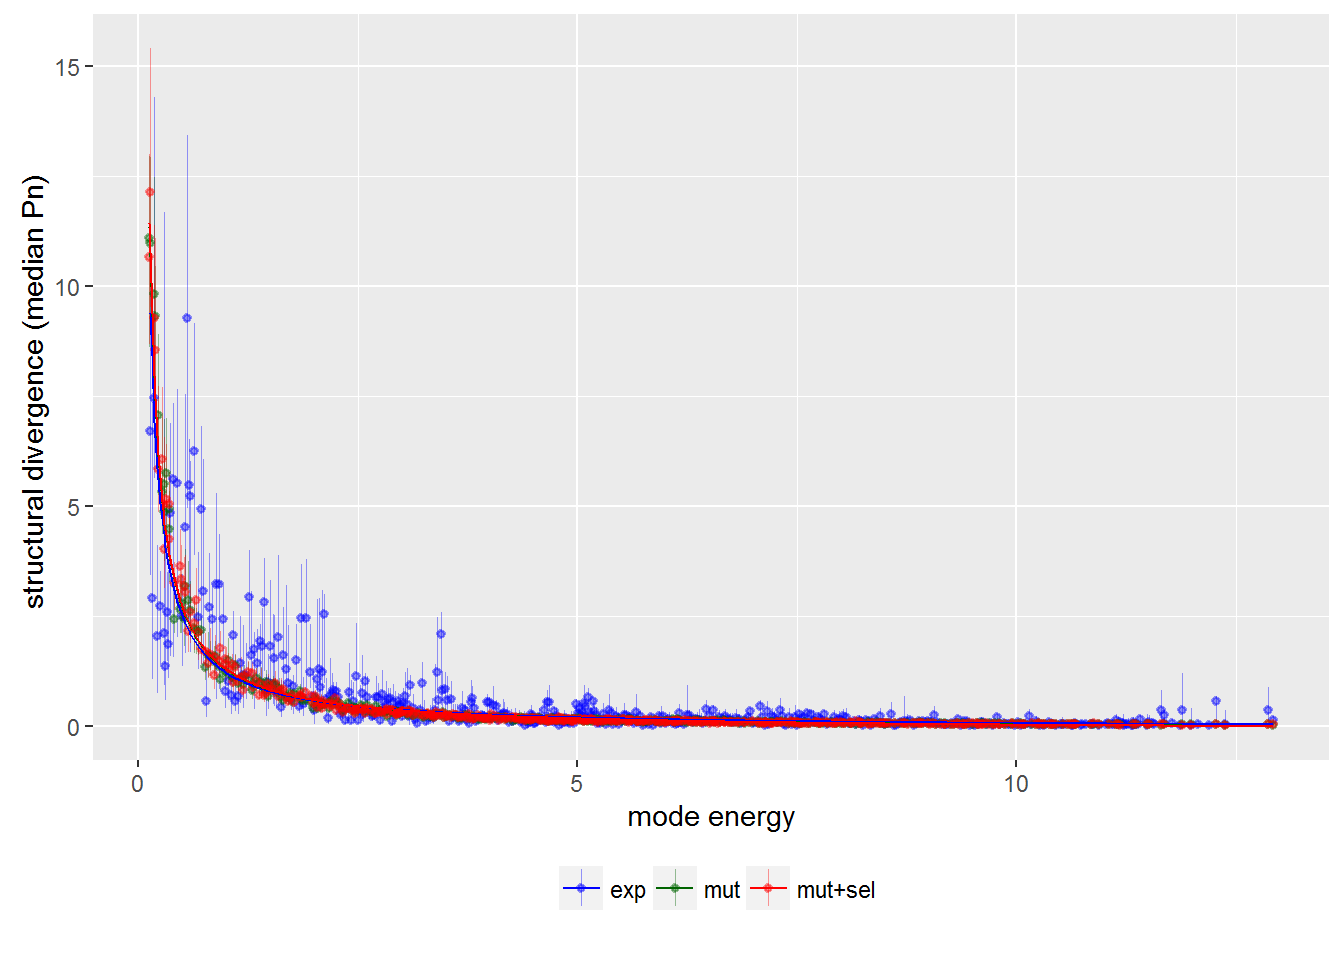 structural divergence (median Pn)
15
10
5
0
0 5 10
mode energy
exp mut mut+sel